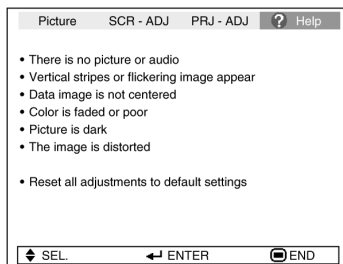 Picture SCR - ADJ PRJ - ADJ ? Help
• There is no picture or audio
• Vertical stripes or flickering image appear
• Data image is not centered
• Color is faded or poor
• Picture is dark
• The image is distorted
• Reset all adjustments to default settings
SEL. ENTER END